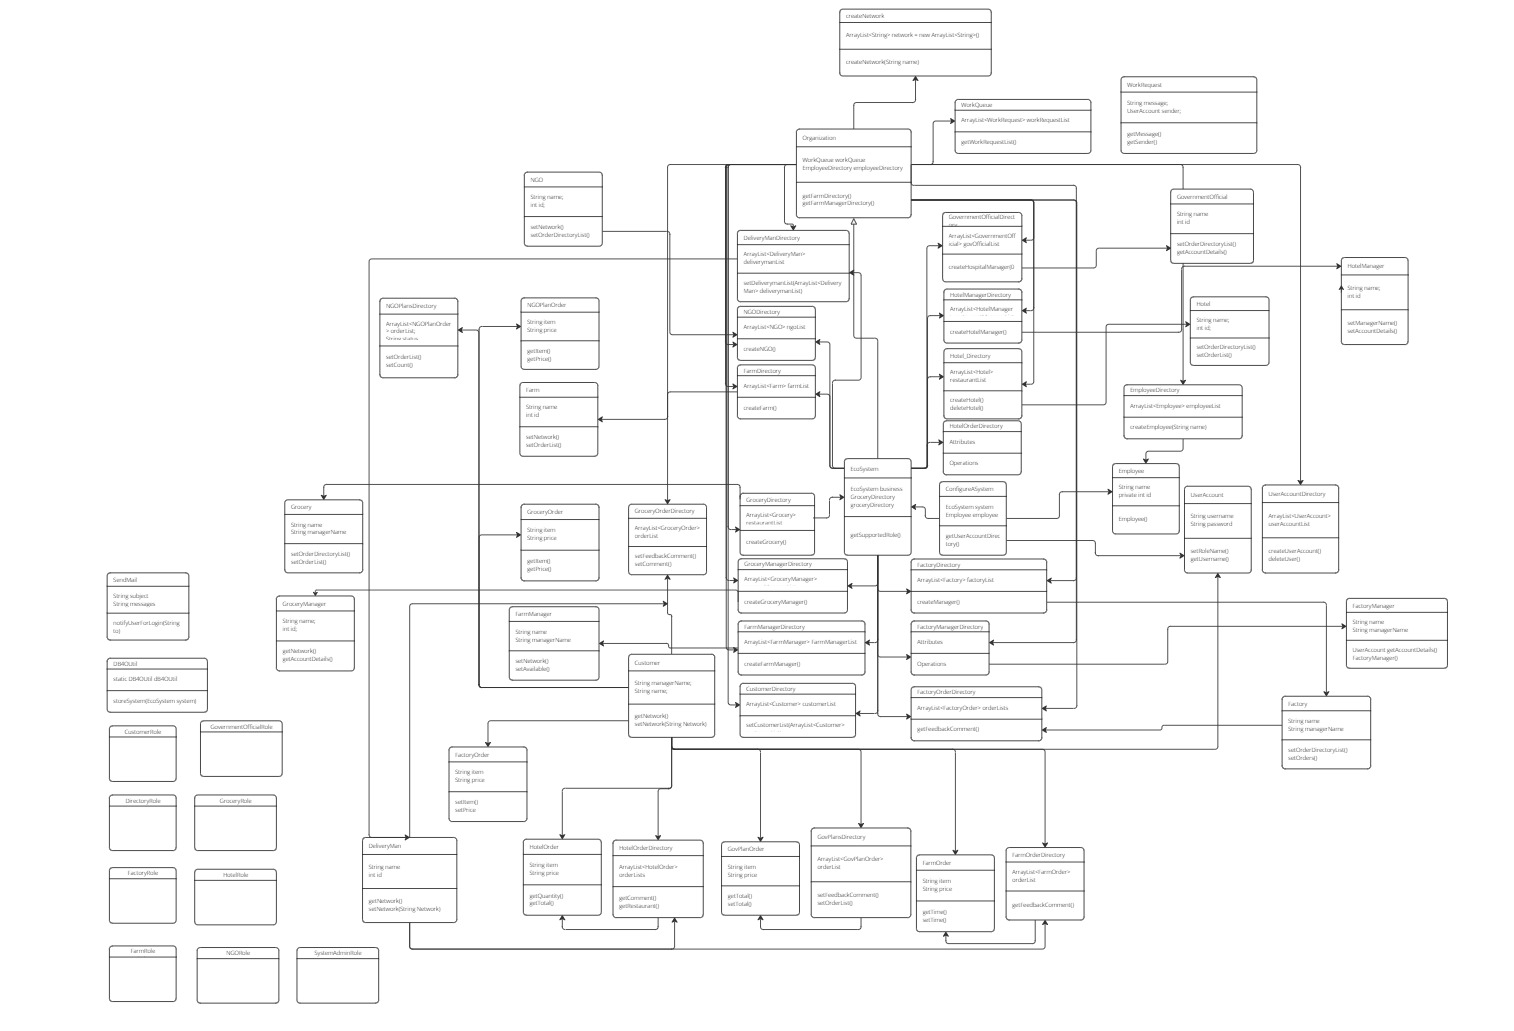 createNetwork
ArrayList<String> network = new ArrayList<String>()
createNetwork(String name)
WorkRequest
String message;
UserAccount sender;
getMessage()
getSender()
WorkQueue
ArrayList<WorkRequest> workRequestList
getWorkRequestList()
Organization
WorkQueue workQueue
EmployeeDirectory employeeDirectory
getFarmDirectory()
getFarmManagerDirectory()
NGO
String name;
int id;
setNetwork()
setOrderDirectoryList()
DeliveryManDirectory
ArrayList<DeliveryMan>
deliverymanList
setDeliverymanList(ArrayList<Delivery
Man> deliverymanList)
GovernmentOfficialDirect
ArrayList<GovernmentOff
icial> govOfficialList
createHospitalManager()0
GovernmentOfficial
String name
int id
setOrderDirectoryList()
getAccountDetails()
HotelManager
String name;
int id
setManagerName()
setAccountDetails()
NGOPlansDirectory
ArrayList<NGOPlanOrder
> orderList;
String status
setOrderList()
setCount()
NGOPlanOrder
String item
String price
getItem()
getPrice()
NGODirectory
ArrayList<NGO> ngoList
createNGO()
HotelManagerDirectory
ArrayList<HotelManager
createHotelManager()
Hotel
String name;
int id;
setOrderDirectoryList()
setOrderList()
Farm
String name
int id
setNetwork()
setOrderList()
FarmDirectory
ArrayList<Farm> farmList
createFarm()
Hotel_Directory
ArrayList<Hotel>
restaurantList
createHotel()
deleteHotel()
HotelOrderDirectory
Attributes
Operations
EmployeeDirectory
ArrayList<Employee> employeeList
createEmployee(String name)
EcoSystem
EcoSystem business
GroceryDirectory
groceryDirectory
getSupportedRole()
ConfigureASystem
EcoSystem system
Employee employee
getUserAccountDirec
tory()
Employee
String name
private int id
Employee()
UserAccount
String username
String password
setRoleName()
getUsername()
UserAccountDirectory
ArrayList<UserAccount>
userAccountList
createUserAccount()
deleteUser()
Grocery
String name
String managerName
setOrderDirectoryList()
setOrderList()
GroceryOrder
String item
String price
getItem()
getPrice()
GroceryOrderDirectory
ArrayList<GroceryOrder>
orderList
setFeedbackComment()
setComment()
GroceryDirectory
ArrayList<Grocery>
restaurantList
createGrocery()
GroceryManagerDirectory
ArrayList<GroceryManager>
createGroceryManager()
FactoryDirectory
ArrayList<Factory> factoryList
createManager()
SendMail
String subject
String messages
notifyUserForLogin(String
to)
GroceryManager
String name;
int id;
getNetwork()
getAccountDetails()
FarmManager
String name
String managerName
setNetwork()
setAvailable()
FarmManagerDirectory
ArrayList<FarmManager> FarmManagerList
createFarmManager()
FactoryManagerDirectory
Attributes
Operations
FactoryManager
String name
String managerName
UserAccount getAccountDetails()
FactoryManager()
DB4OUtil
static DB4OUtil dB4OUtil
storeSystem(EcoSystem system)
Customer
String managerName;
String name;
getNetwork()
setNetwork(String Network)
CustomerDirectory
ArrayList<Customer> customerList
setCustomerList(ArrayList<Customer>
FactoryOrderDirectory
ArrayList<FactoryOrder> orderLists
getFeedbackComment()
Factory
String name
String managerName
setOrderDirectoryList()
setOrders()
CustomerRole
GovernmentOfficialRole
FactoryOrder
String item
String price
setItem()
setPrice
DirectoryRole
GroceryRole
DeliveryMan
String name
int id
getNetwork()
setNetwork(String Network)
HotelOrder
String item
String price
getQuantity()
getTotal()
HotelOrderDirectory
ArrayList<HotelOrder>
orderLists
getComment()
getRestaurant()
GovPlanOrder
String item
String price
getTotal()
setTotal()
GovPlansDirectory
ArrayList<GovPlanOrder>
orderList
setFeedbackComment()
setOrderList()
FarmOrder
String item
String price
getTime()
setTime()
FarmOrderDirectory
ArrayList<FarmOrder>
orderList
getFeedbackComment()
FactoryRole
HotelRole
FarmRole
NGORole
SystemAdminRole